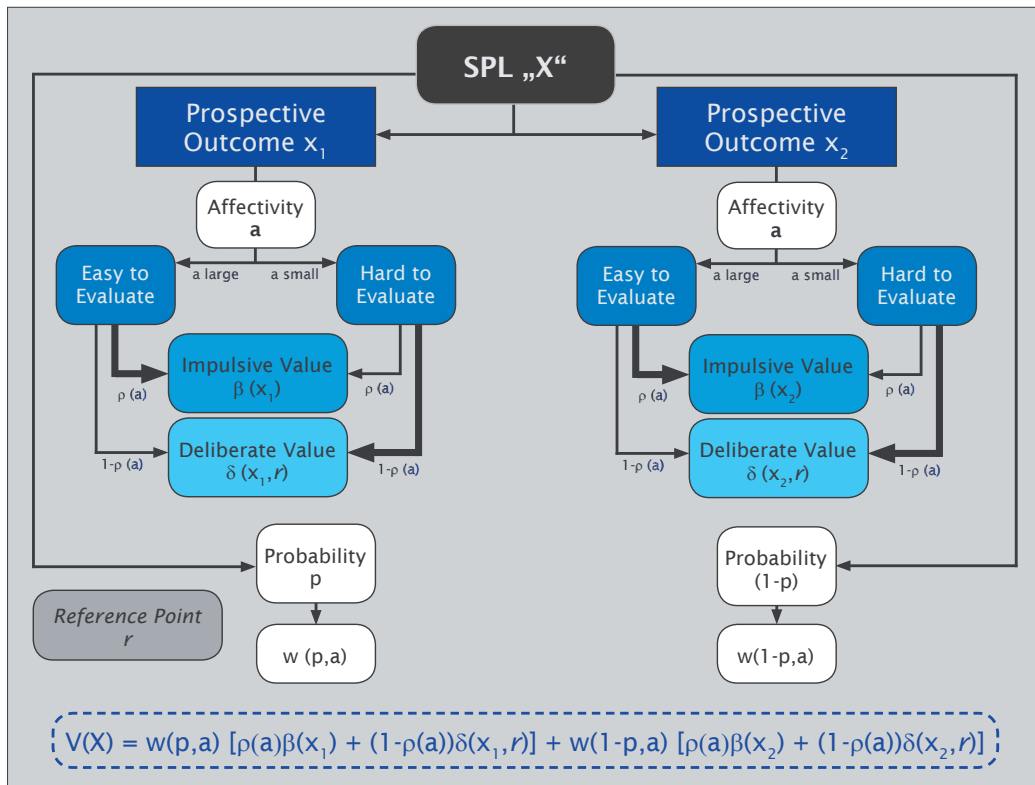 SPL „X“
Prospective
Outcome x₁
Prospective
Outcome x₂
Affectivity
a
Affectivity
a
Easy to
Evaluate
a large
a small
Hard to
Evaluate
Easy to
Evaluate
a large
a small
Hard to
Evaluate
Impulsive Value
β (x₁)
ρ (a)
ρ (a)
Deliberate Value
δ (x₁,r)
1-ρ (a)
1-ρ (a)
Impulsive Value
β (x₂)
ρ (a)
ρ (a)
Deliberate Value
δ (x₂,r)
1-ρ (a)
1-ρ (a)
Probability
p
Probability
(1-p)
Reference Point
r
w (p,a)
w(1-p,a)
V(X) = w(p,a) [ρ(a)β(x₁) + (1-ρ(a))δ(x₁,r)] + w(1-p,a) [ρ(a)β(x₂) + (1-ρ(a))δ(x₂,r)]